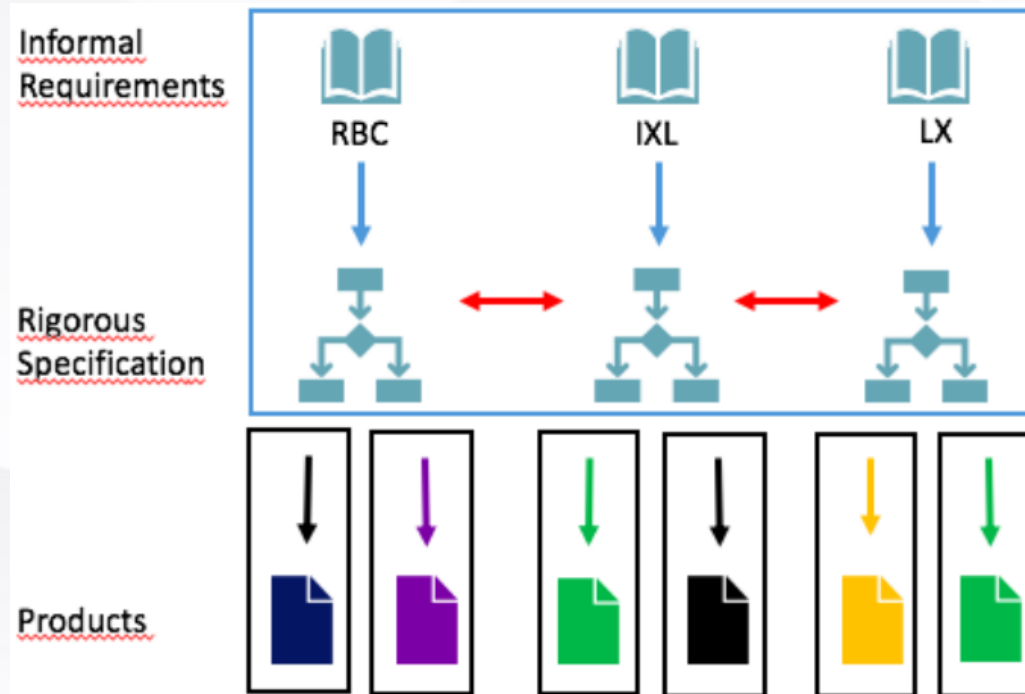 Informal
Requirements
RBC
IXL
LX
Rigorous
Specification
Products